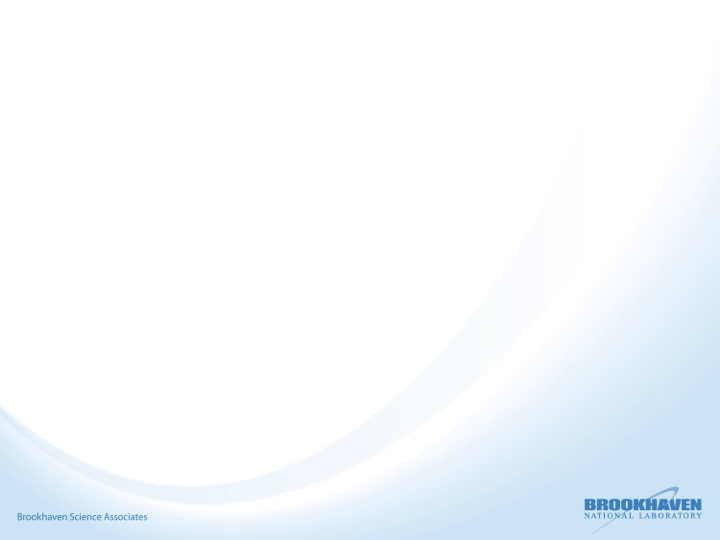 Brookhaven Science Associates
BROOKHAVEN
NATIONAL LABORATORY